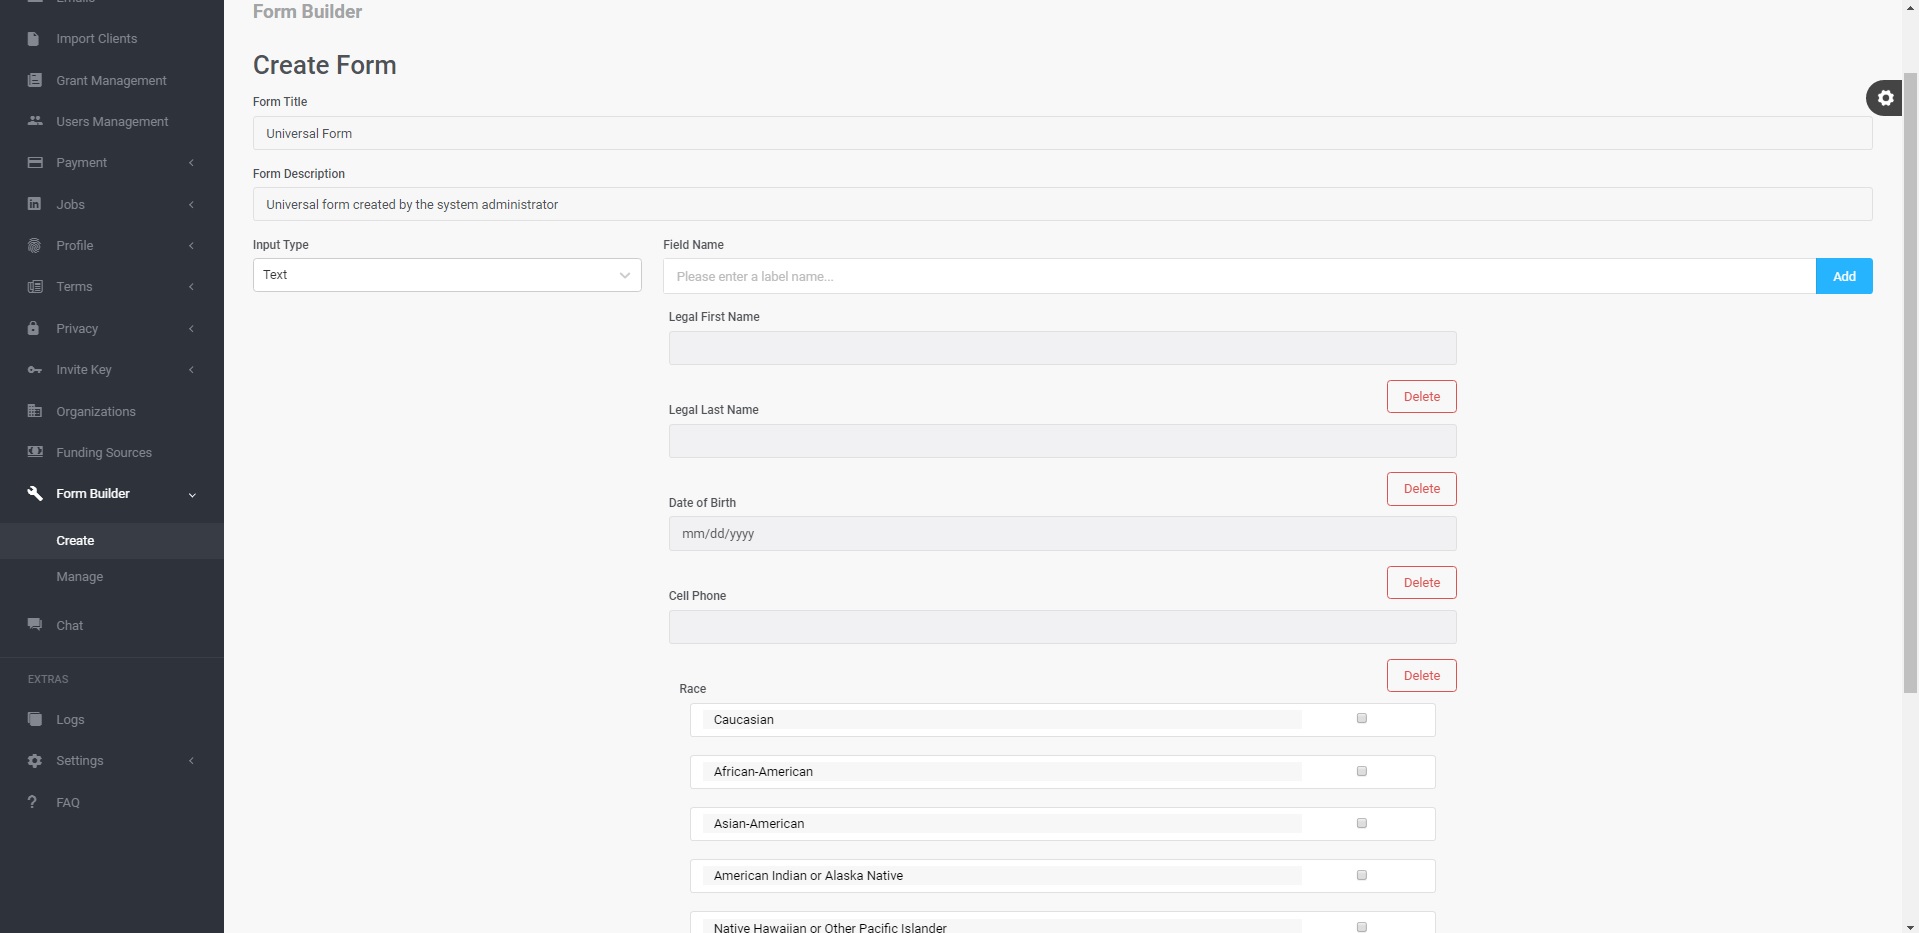 Emails
Import Clients
Grant Management
Users Management
Payment
Jobs
Profile
Terms
Privacy
Invite Key
Organizations
Funding Sources
Form Builder
Create
Manage
Chat
EXTRAS
Logs
Settings
FAQ
Form Builder
Create Form
Form Title
Universal Form
Form Description
Universal form created by the system administrator
Input Type
Field Name
Text
Please enter a label name...
Add
Legal First Name
Delete
Legal Last Name
Delete
Date of Birth
mm/dd/yyyy
Delete
Cell Phone
Delete
Race
Caucasian
African-American
Asian-American
American Indian or Alaska Native
Native Hawaiian or Other Pacific Islander